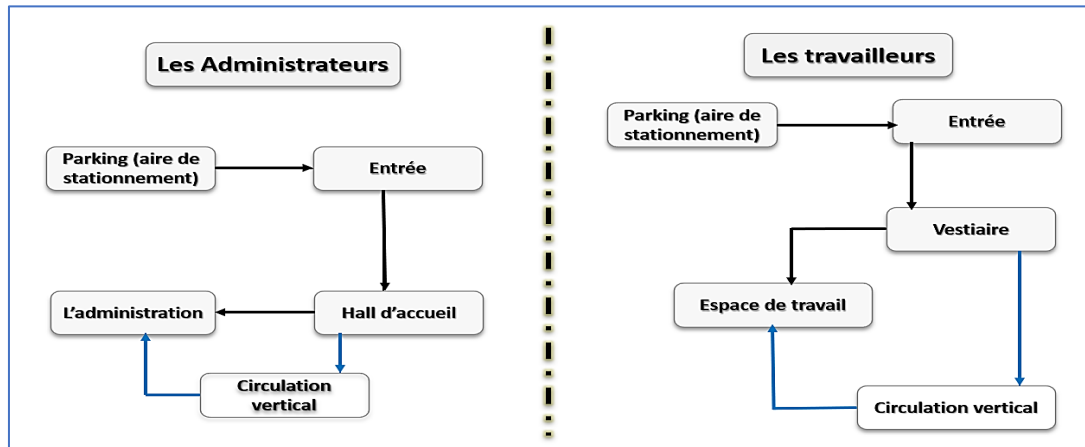 Les Administrateurs
Parking (aire de
stationnement)
Entrée
L'administration
Hall d'accueil
Circulation
vertical
Les travailleurs
Parking (aire de
stationnement)
Entrée
Vestiaire
Espace de travail
Circulation vertical